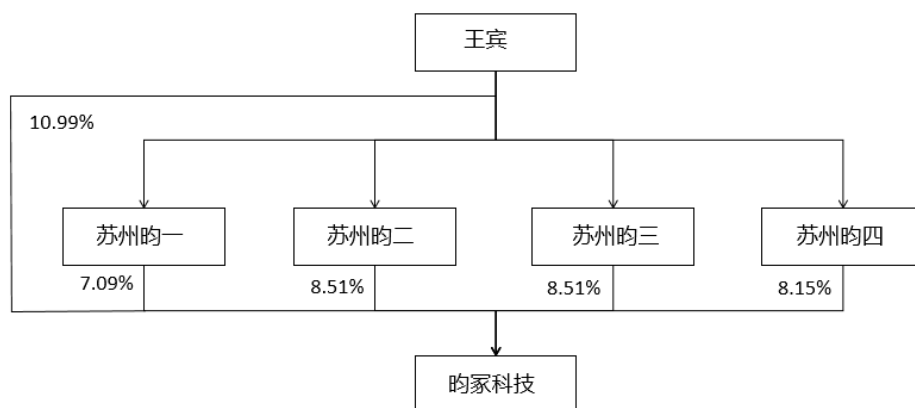 王宾
10.99%
苏州昀一
苏州昀二
苏州昀三
苏州昀四
7.09%
8.51%
8.51%
8.15%
昀冢科技